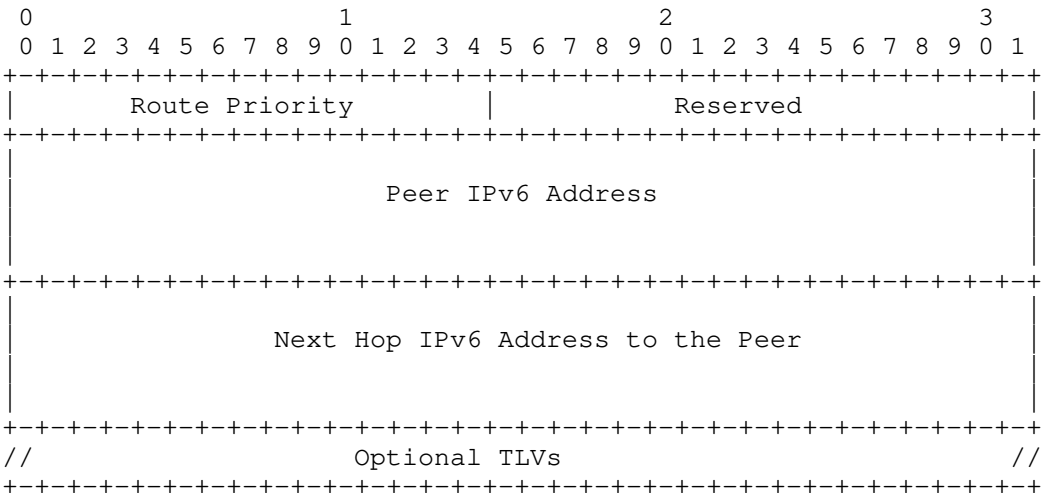 0                   1                   2                   3
 0 1 2 3 4 5 6 7 8 9 0 1 2 3 4 5 6 7 8 9 0 1 2 3 4 5 6 7 8 9 0 1
+-+-+-+-+-+-+-+-+-+-+-+-+-+-+-+-+-+-+-+-+-+-+-+-+-+-+-+-+-+-+-+-+
|       Route Priority        |           Reserved              |
+-+-+-+-+-+-+-+-+-+-+-+-+-+-+-+-+-+-+-+-+-+-+-+-+-+-+-+-+-+-+-+-+
|                                                               |
|                       Peer IPv6 Address                       |
|                                                               |
|                                                               |
+-+-+-+-+-+-+-+-+-+-+-+-+-+-+-+-+-+-+-+-+-+-+-+-+-+-+-+-+-+-+-+-+
|                                                               |
|                Next Hop IPv6 Address to the Peer              |
|                                                               |
|                                                               |
+-+-+-+-+-+-+-+-+-+-+-+-+-+-+-+-+-+-+-+-+-+-+-+-+-+-+-+-+-+-+-+-+
//                    Optional TLVs                            //
+-+-+-+-+-+-+-+-+-+-+-+-+-+-+-+-+-+-+-+-+-+-+-+-+-+-+-+-+-+-+-+-+